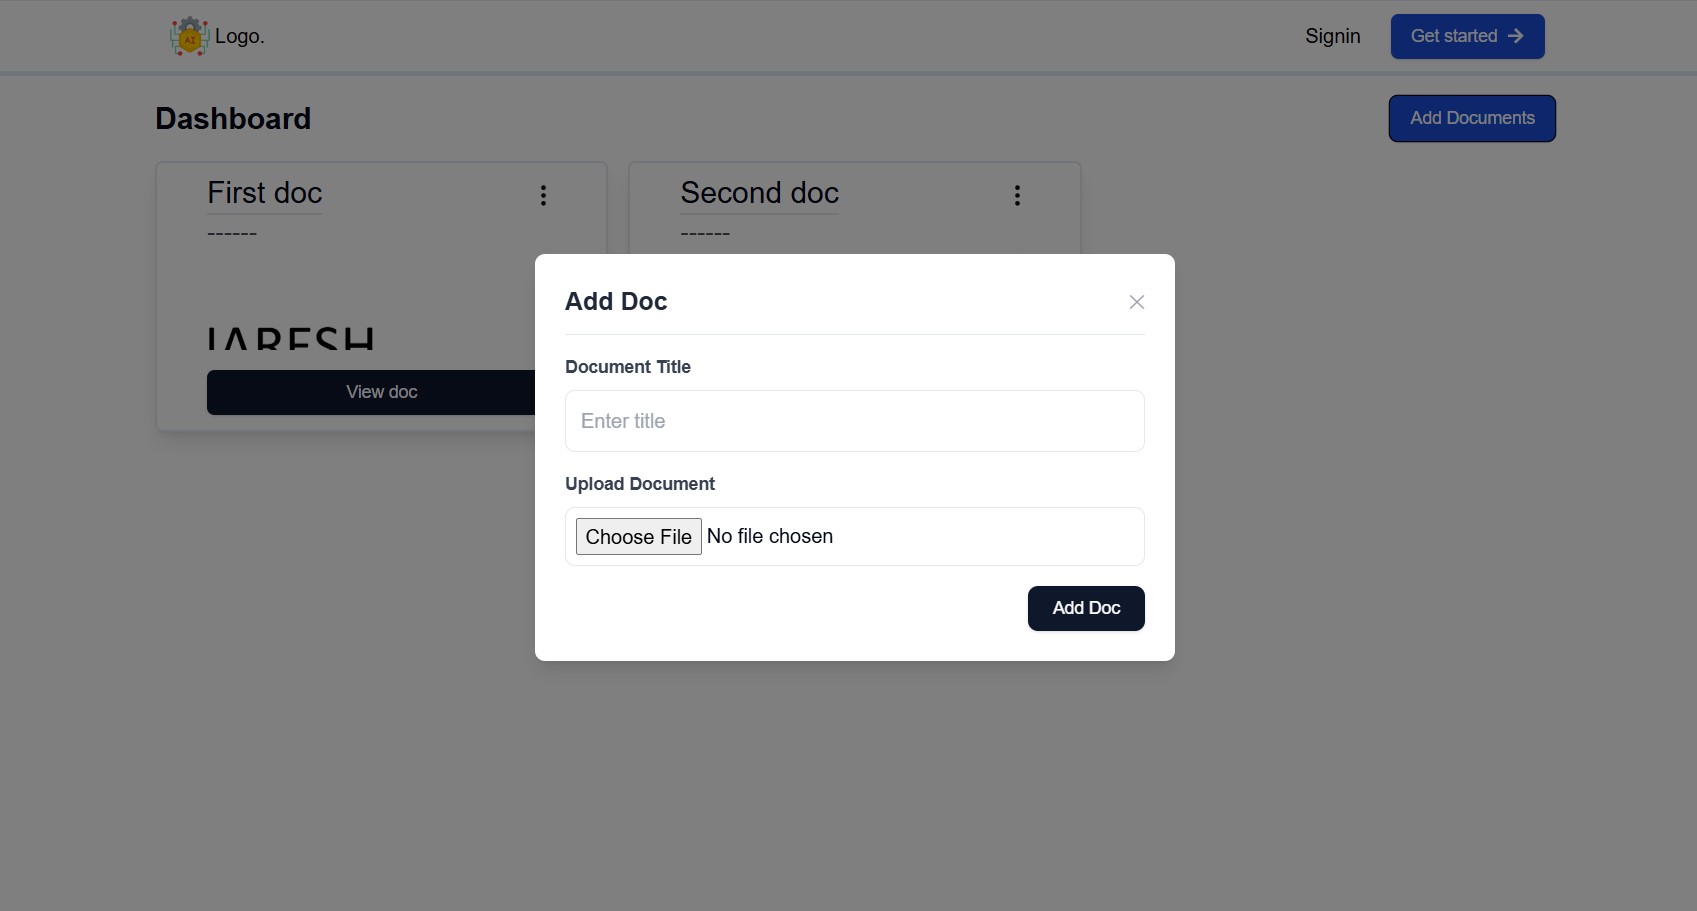 AI Logo.
Signin
Get started
Dashboard
Add Documents
First doc
------
Second doc
------
View doc
Add Doc
Document Title
Enter title
Upload Document
Choose File No file chosen
Add Doc